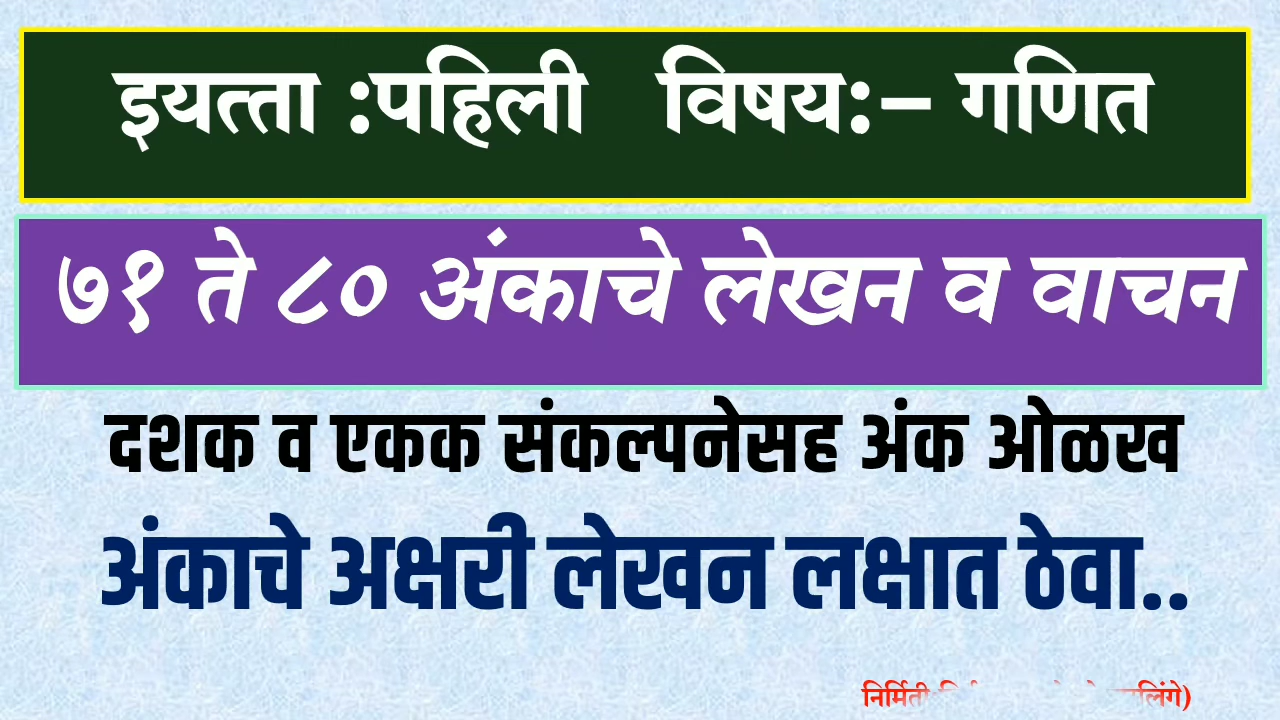 इयत्ता :पहिली विषय:– गणित
७१ ते ८० अंकाचे लेखन व वाचन
दशक व एकक संकल्पनेसह अंक ओळख
अंकाचे अक्षरी लेखन लक्षात ठेवा..
निर्मिती